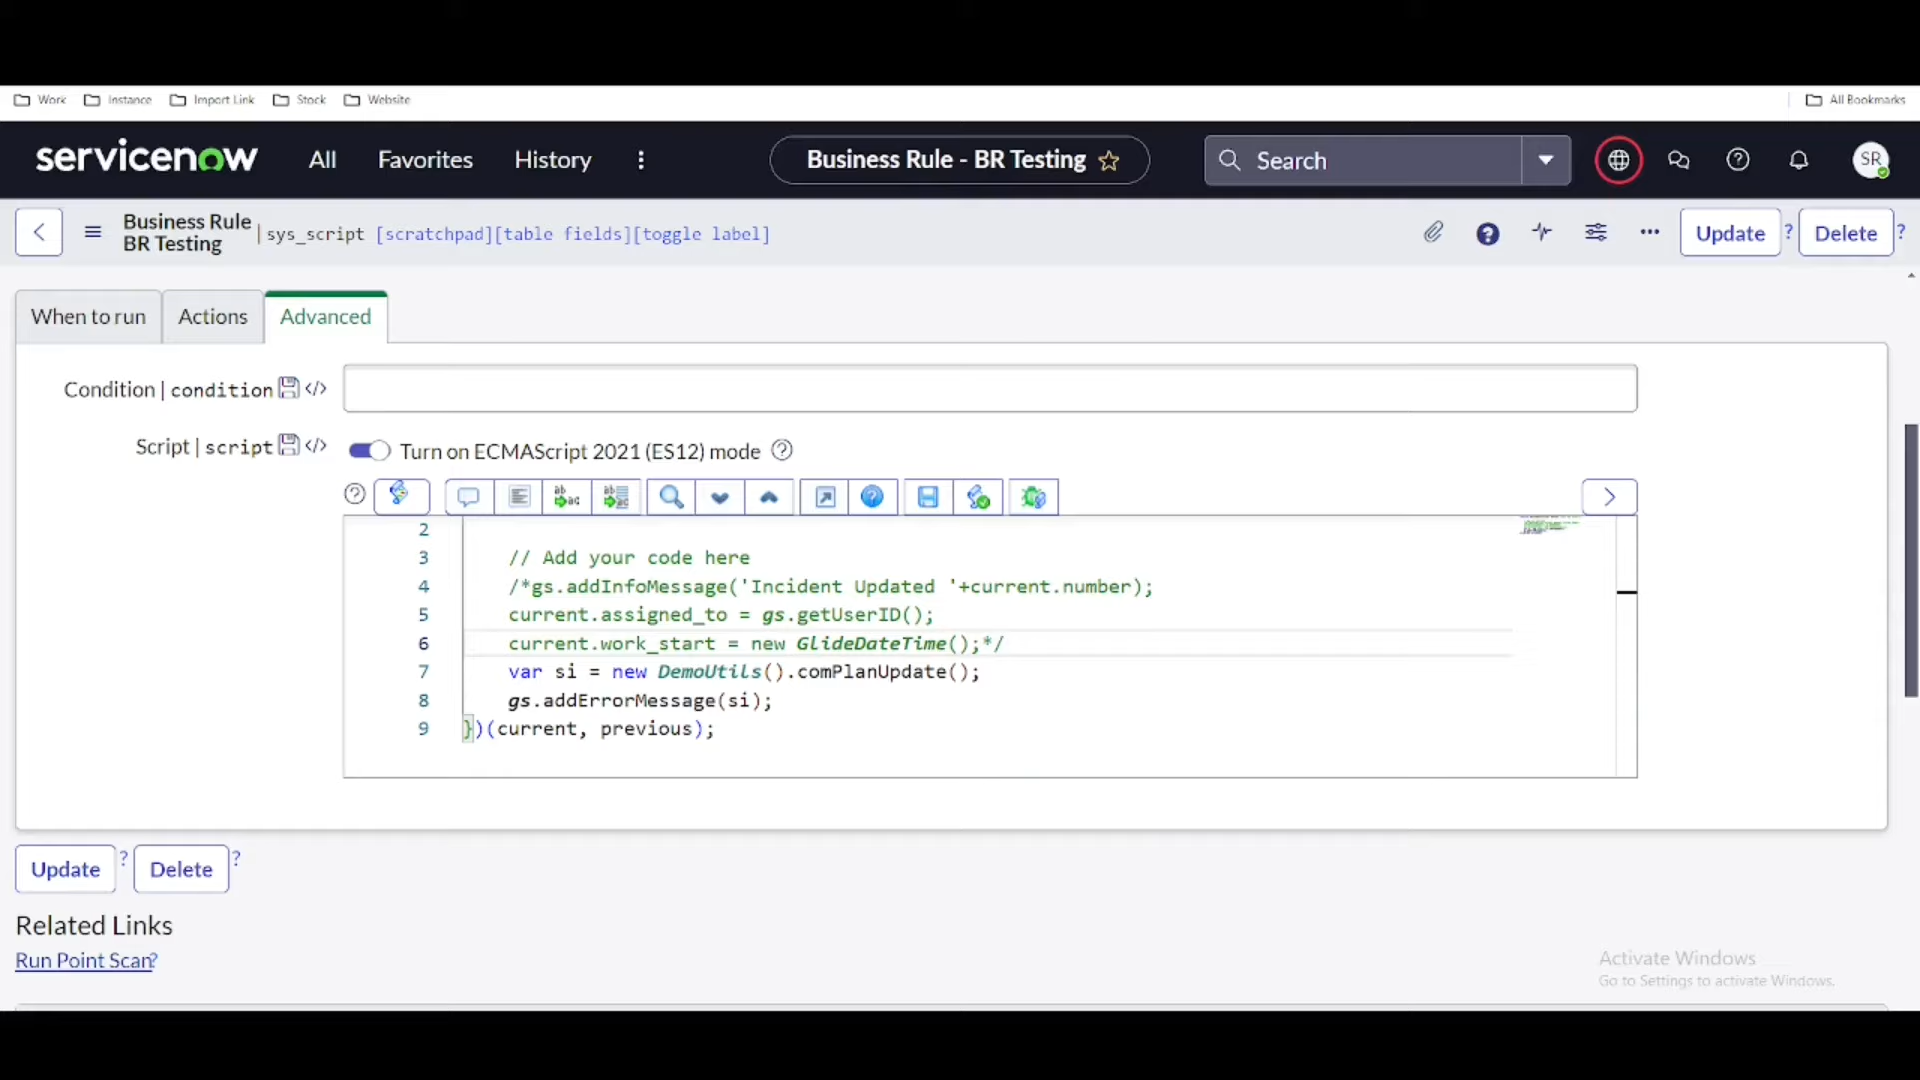 Work Instance Import Link Stock Website All Bookmarks
servicenow All Favorites History Business Rule - BR Testing Search SR
Business Rule
BR Testing | sys_script [scratchpad][table fields][toggle label] Update ? Delete ?
When to run Actions Advanced
Condition | condition </>
Script | script </> Turn on ECMAScript 2021 (ES12) mode
2
3 // Add your code here
4 /*gs.addInfoMessage('Incident Updated '+current.number);
5 current.assigned_to = gs.getUserID();
6 current.work_start = new GlideDateTime();*/
7 var si = new DemoUtils().comPlanUpdate();
8 gs.addErrorMessage(si);
9 })(current, previous);
Update ? Delete ?
Related Links
Run Point Scan?
Activate Windows
Go to Settings to activate Windows.